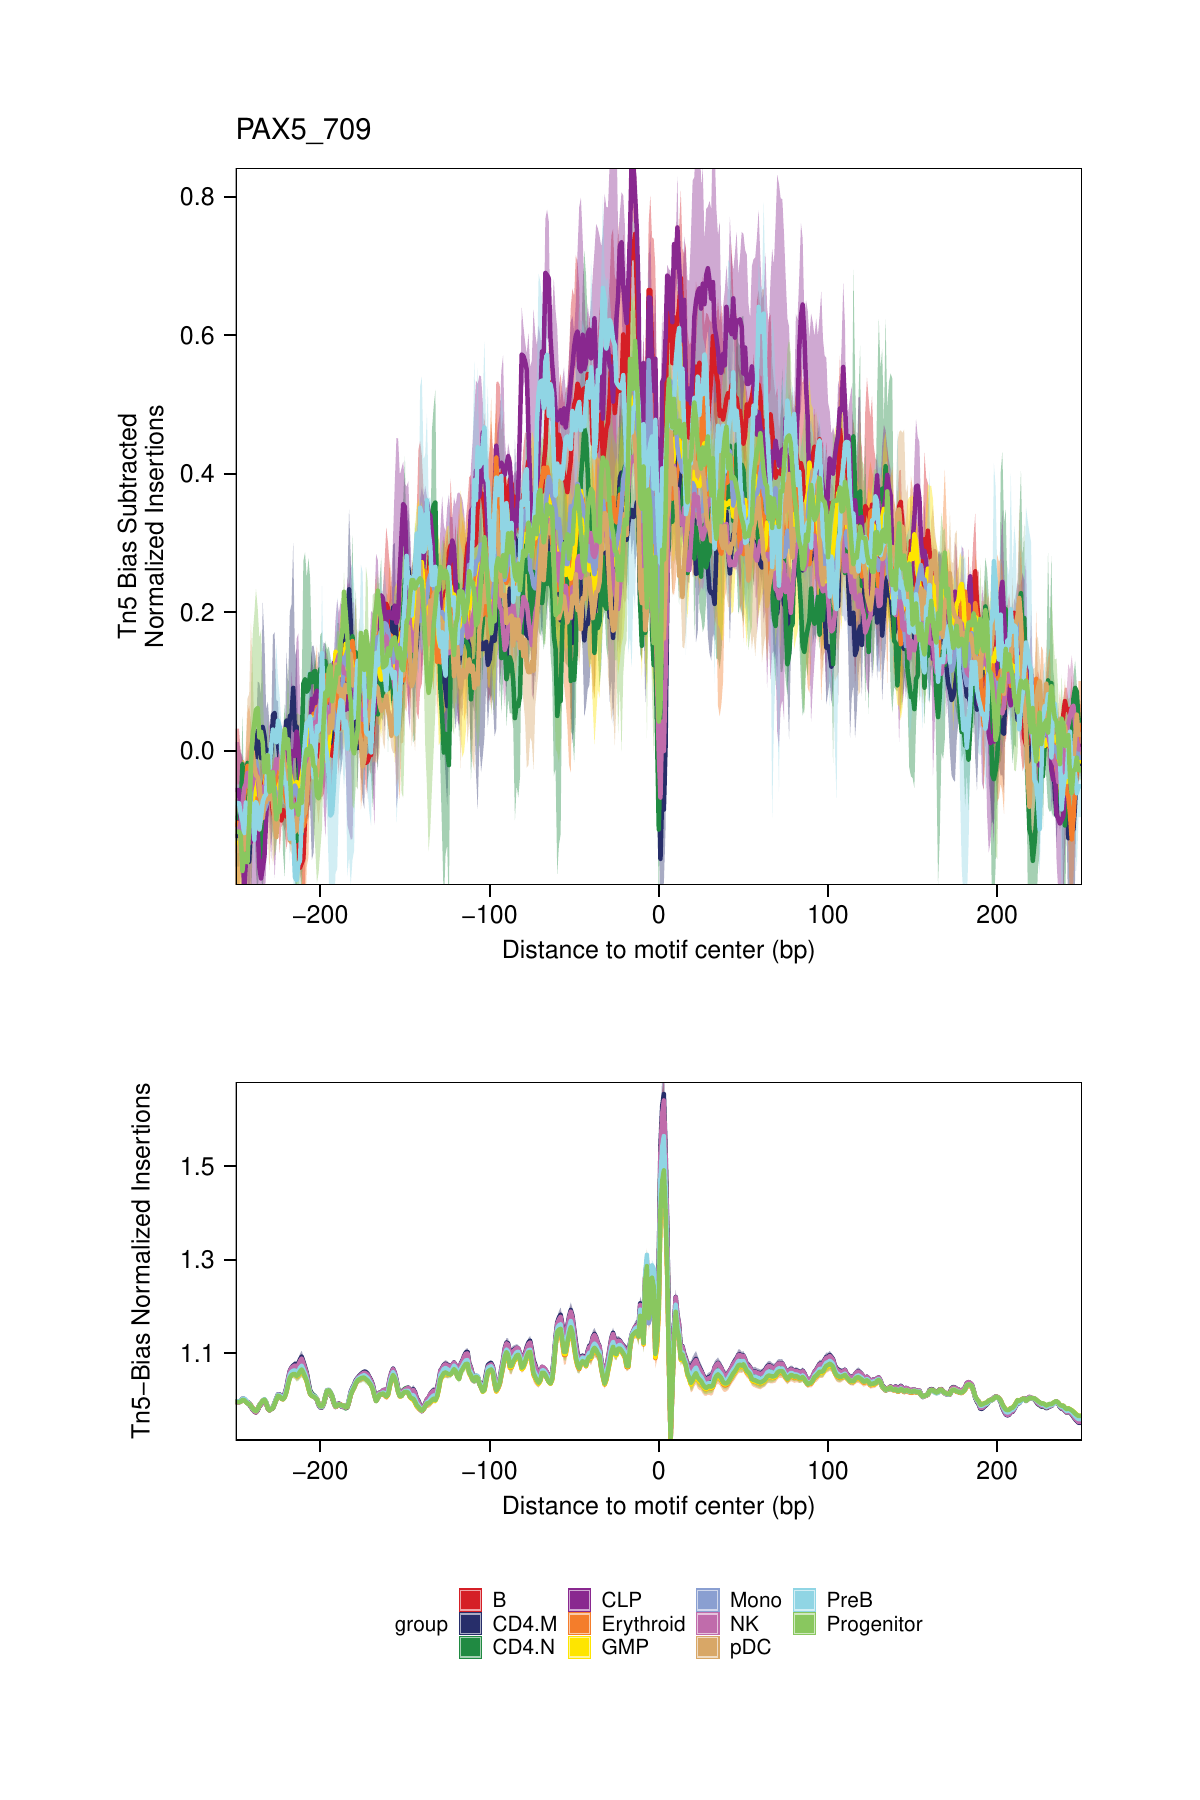 PAX5_709
Tn5 Bias Subtracted
Normalized Insertions
0.8
0.6
0.4
0.2
0.0
−200 −100 0 100 200
Distance to motif center (bp)
Tn5−Bias Normalized Insertions
1.5
1.3
1.1
−200 −100 0 100 200
Distance to motif center (bp)
B CLP Mono PreB
group CD4.M Erythroid NK Progenitor
CD4.N GMP pDC